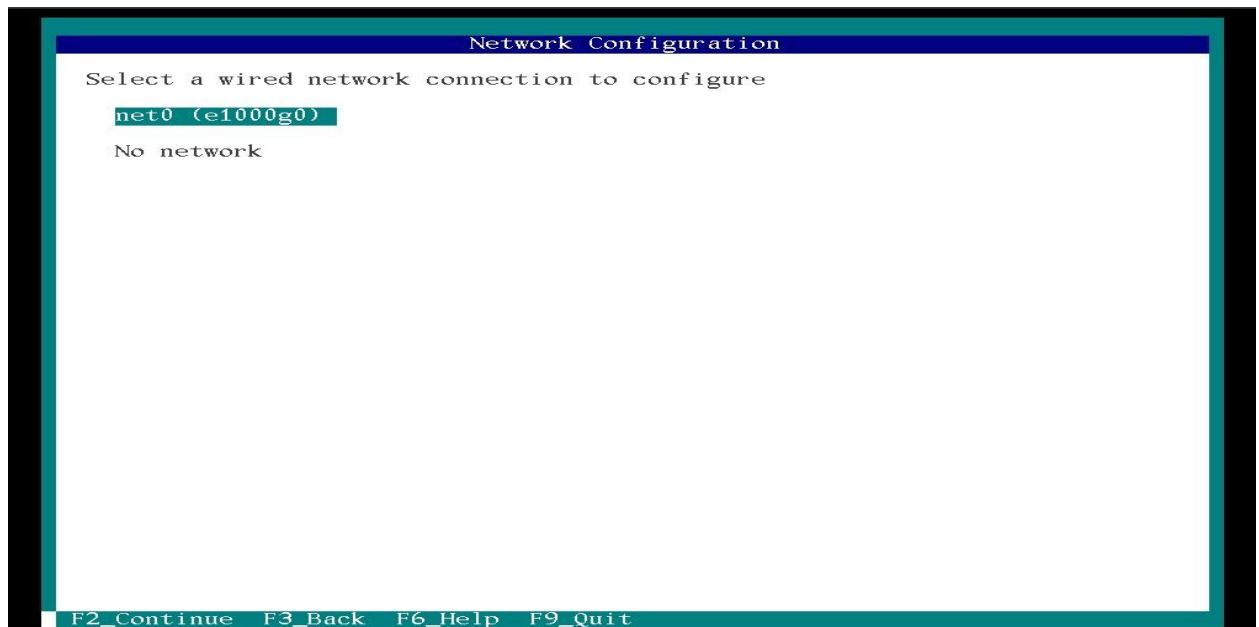 Network Configuration
Select a wired network connection to configure
net0 (e1000g0)
No network
F2_Continue F3_Back F6_Help F9_Quit